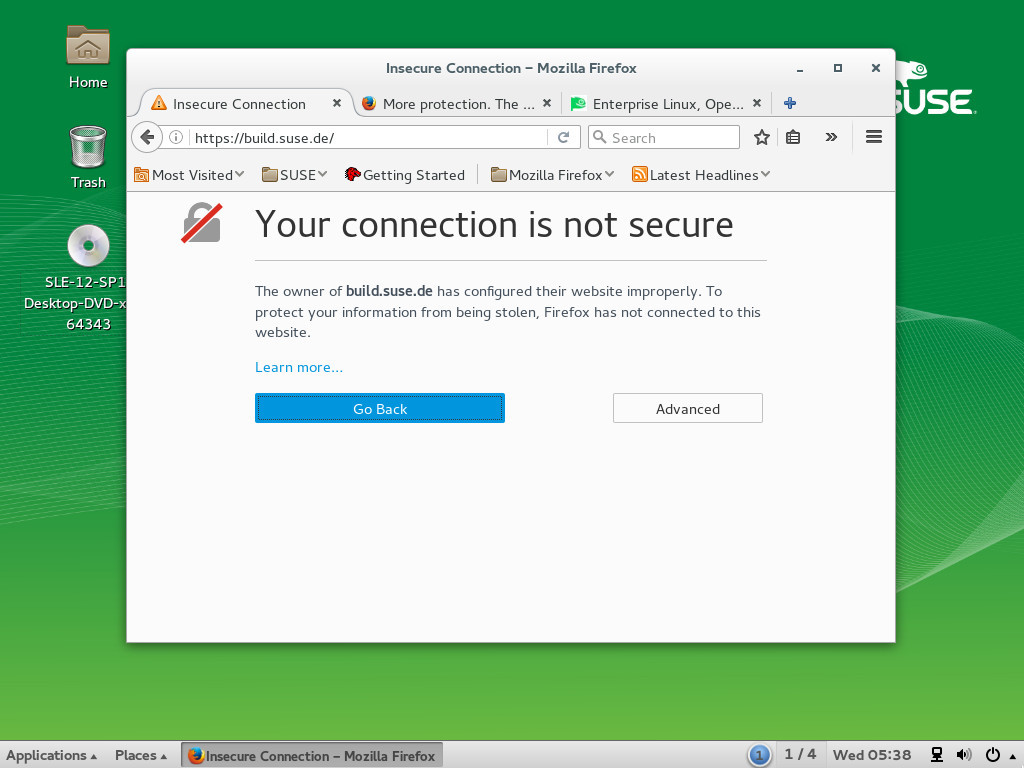 Home
Trash
SLE-12-SP1
Desktop-DVD-x
64343
SUSE
Insecure Connection – Mozilla Firefox
Insecure Connection
More protection. The ...
Enterprise Linux, Ope...
https://build.suse.de/
Search
Most Visited
SUSE
Getting Started
Mozilla Firefox
Latest Headlines
Your connection is not secure
The owner of build.suse.de has configured their website improperly. To
protect your information from being stolen, Firefox has not connected to this
website.
Learn more...
Go Back
Advanced
Applications
Places
Insecure Connection – Mozilla Firefox
1
1 / 4
Wed 05:38